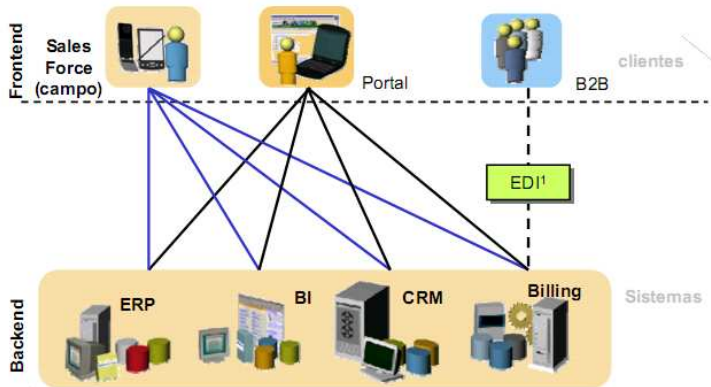 Frontend
Sales
Force
(campo)
Portal
B2B
clientes
EDI¹
Backend
ERP
BI
CRM
Billing
Sistemas